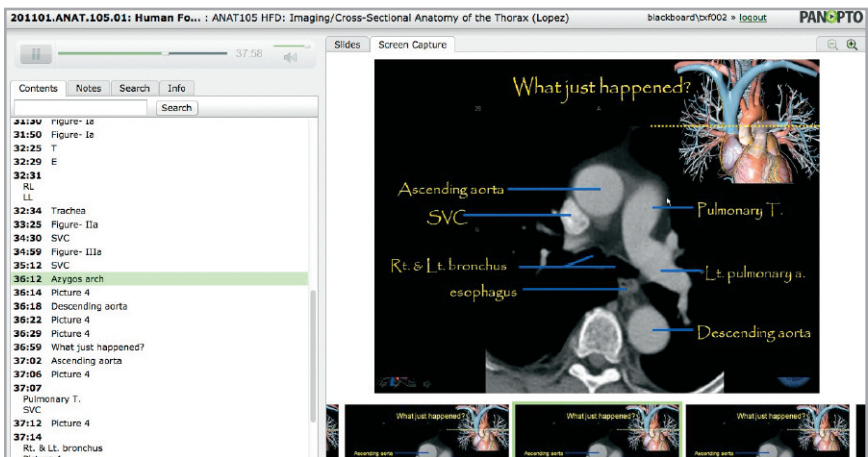 201101.ANAT.105.01: Human Fo... : ANAT105 HFD: Imaging/Cross-Sectional Anatomy of the Thorax (Lopez)
blackboard\txf002 » logout
PANOPTO
37:58
Contents Notes Search Info
Search
31:50 Figure- Ia
32:25 T
32:29 E
32:31
RL
LL
32:34 Trachea
33:25 Figure- IIa
34:30 SVC
34:59 Figure- IIIa
35:12 SVC
36:12 Azygos arch
36:14 Picture 4
36:18 Descending aorta
36:22 Picture 4
36:29 Picture 4
36:59 What just happened?
37:02 Ascending aorta
37:06 Picture 4
37:07
Pulmonary T.
SVC
37:12 Picture 4
37:14
Rt. & Lt. bronchus
Slides Screen Capture
What just happened?
Ascending aorta
SVC
Pulmonary T.
Rt. & Lt. bronchus
Lt. pulmonary a.
esophagus
Descending aorta
What just happened?
Ascending aorta
What just happened?
Ascending aorta
What just happened?
Ascending aorta